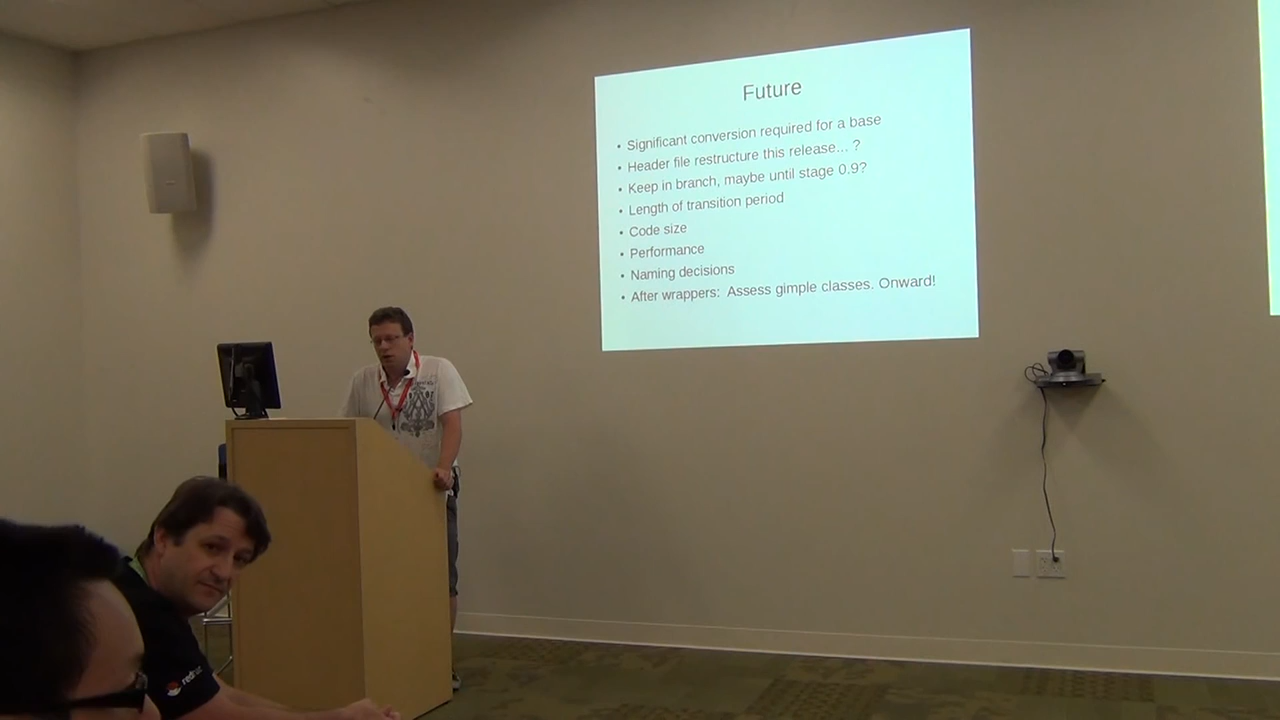 Future
• Significant conversion required for a base
• Header file restructure this release... ?
• Keep in branch, maybe until stage 0.9?
• Length of transition period
• Code size
• Performance
• Naming decisions
• After wrappers:  Assess gimple classes. Onward!